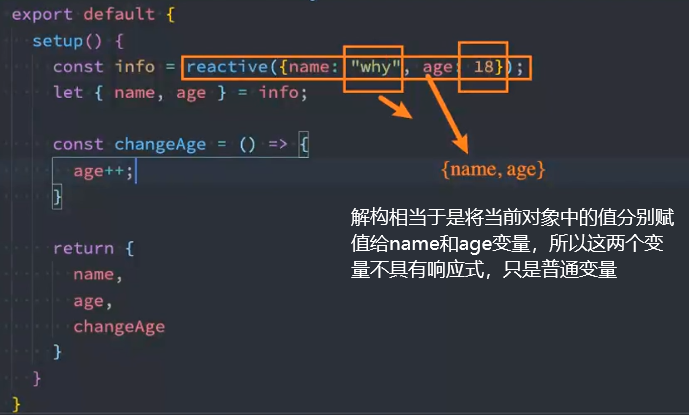 export default {
setup() {
const info = reactive({name: "why", age: 18});
let { name, age } = info;
const changeAge = () => {
age++;
}
{name, age}
解构相当于是将当前对象中的值分别赋
值给name和age变量，所以这两个变
量不具有响应式，只是普通变量
return {
name,
age,
changeAge
}
}
}